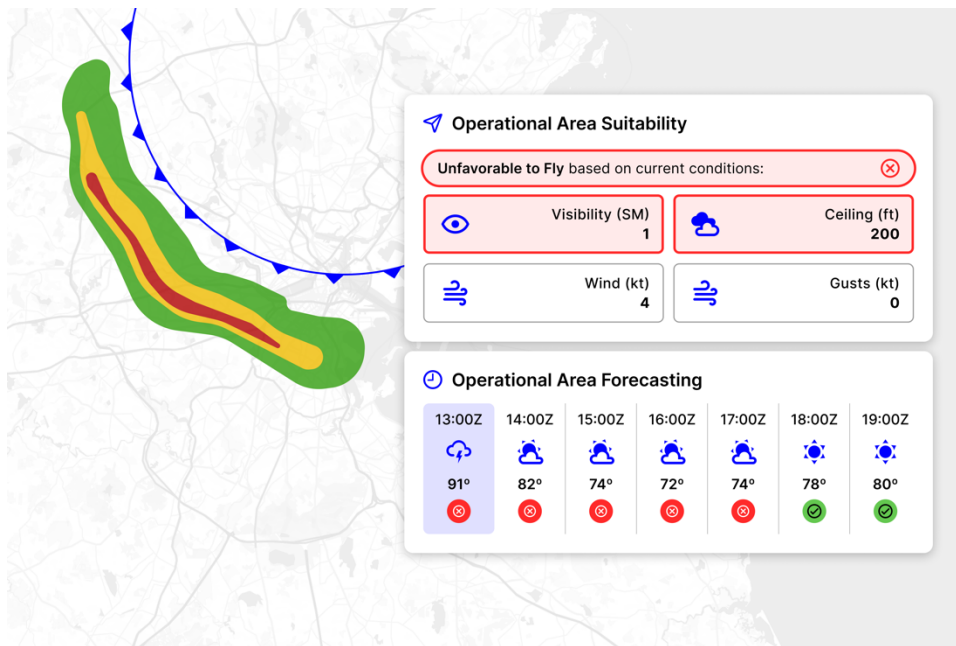 Operational Area Suitability
Unfavorable to Fly based on current conditions:
Visibility (SM)
1
Ceiling (ft)
200
Wind (kt)
4
Gusts (kt)
0
Operational Area Forecasting
13:00Z 14:00Z 15:00Z 16:00Z 17:00Z 18:00Z 19:00Z
91º 82º 74º 72º 74º 78º 80º